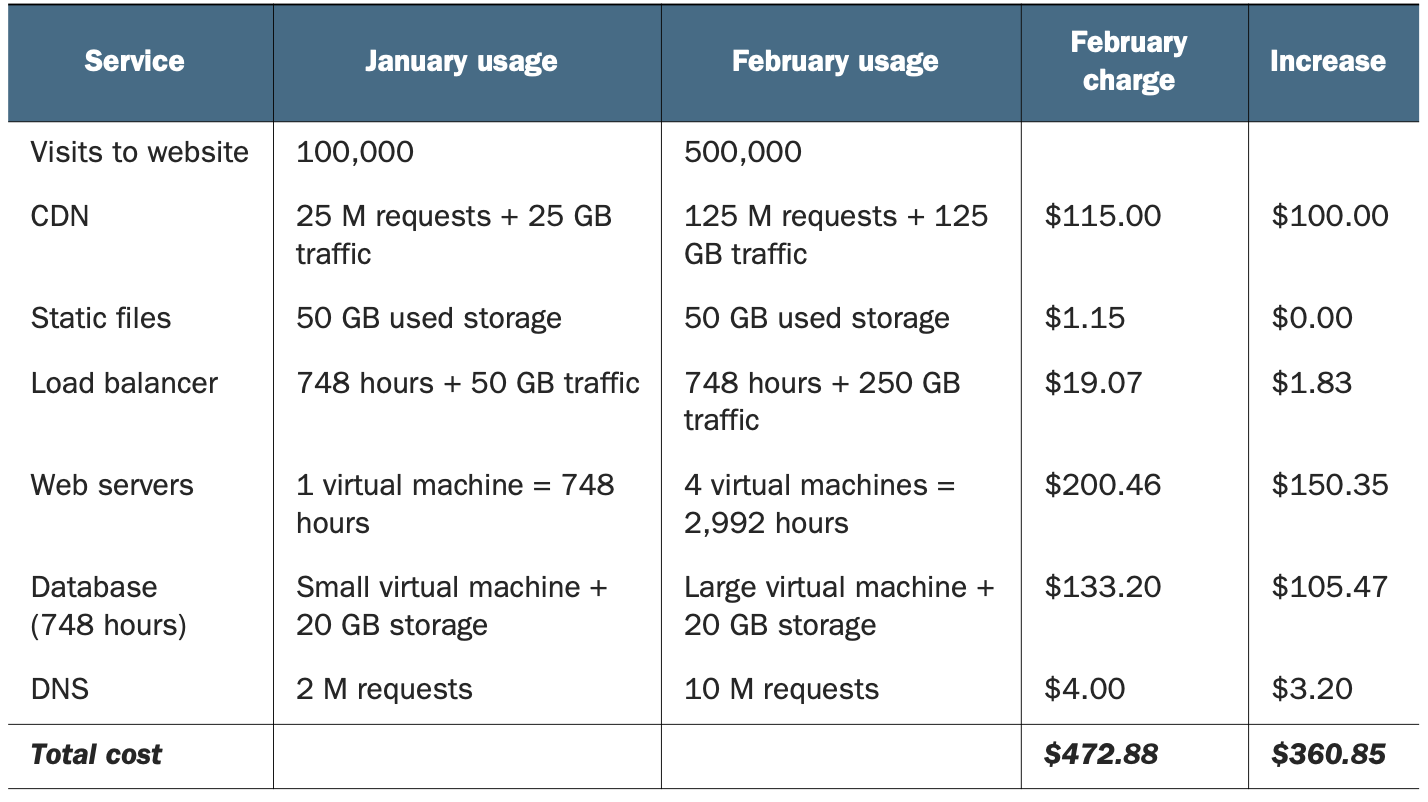 Service January usage February usage February charge Increase
Visits to website 100,000 500,000
CDN 25 M requests + 25 GB traffic 125 M requests + 125 GB traffic $115.00 $100.00
Static files 50 GB used storage 50 GB used storage $1.15 $0.00
Load balancer 748 hours + 50 GB traffic 748 hours + 250 GB traffic $19.07 $1.83
Web servers 1 virtual machine = 748 hours 4 virtual machines = 2,992 hours $200.46 $150.35
Database (748 hours) Small virtual machine + 20 GB storage Large virtual machine + 20 GB storage $133.20 $105.47
DNS 2 M requests 10 M requests $4.00 $3.20
Total cost $472.88 $360.85